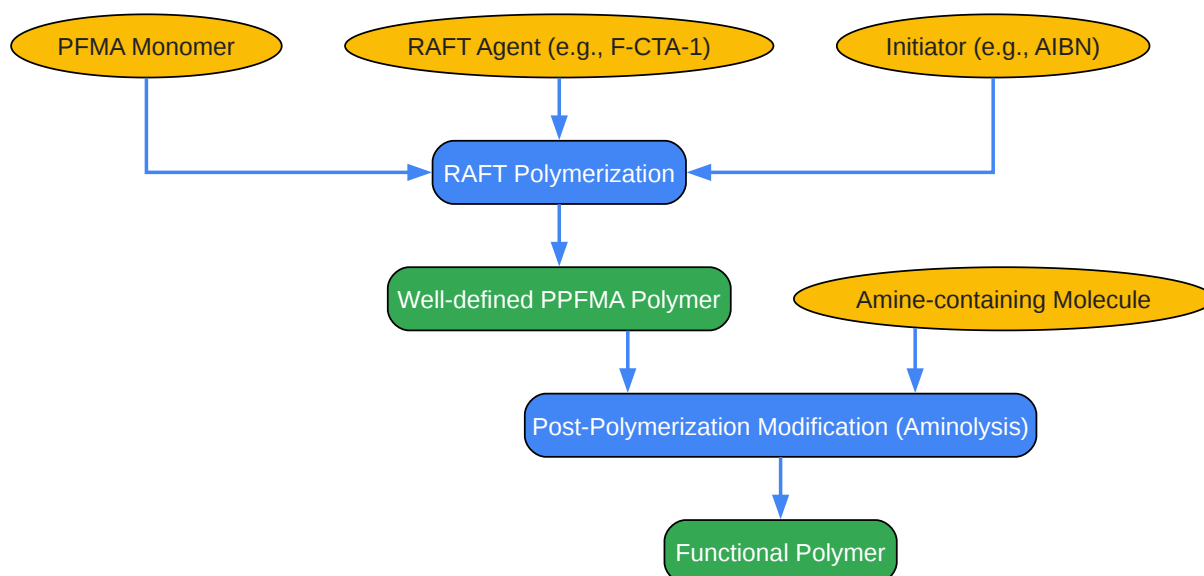 PFMA Monomer
RAFT Agent (e.g., F-CTA-1)
Initiator (e.g., AIBN)
RAFT Polymerization
Well-defined PPFMA Polymer
Amine-containing Molecule
Post-Polymerization Modification (Aminolysis)
Functional Polymer